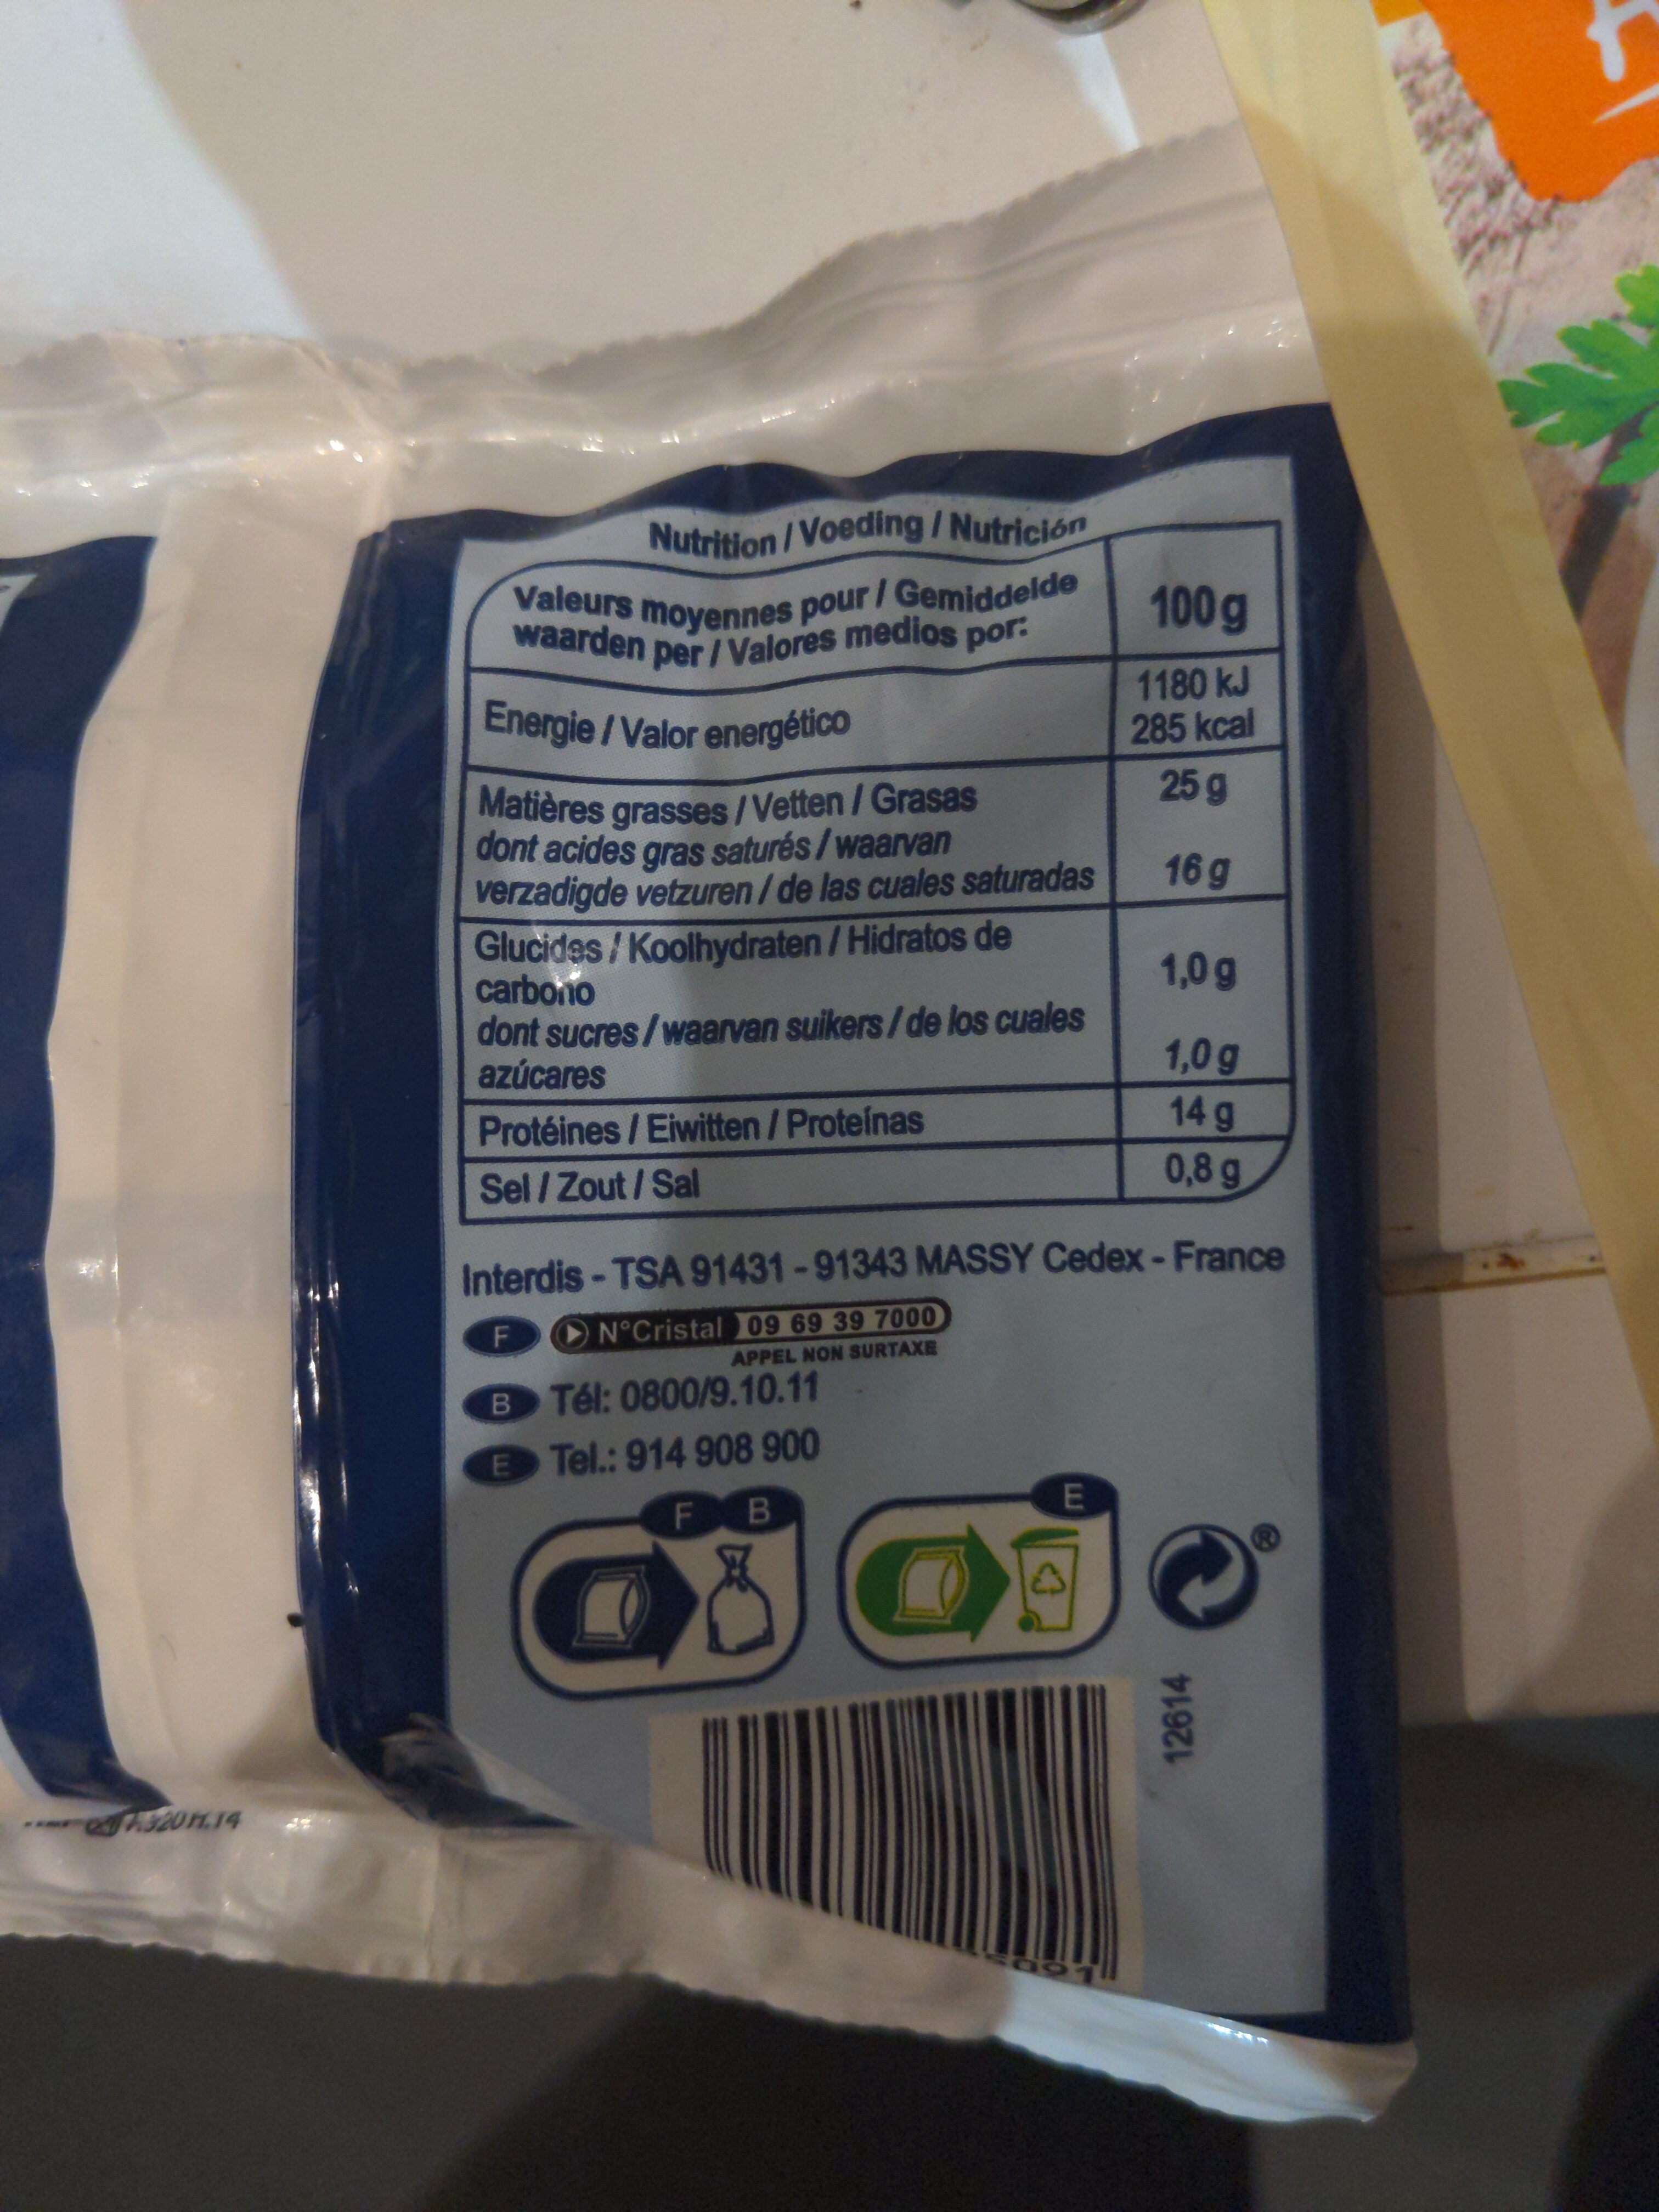 Nutrition / Voeding / Nutrición
Valeurs moyennes pour / Gemiddelde
waarden per / Valores medios por:
100 g
Energie / Valor energético
1180 kJ
285 kcal
Matières grasses / Vetten / Grasas
25 g
dont acides gras saturés / waarvan
verzadigde vetzuren / de las cuales saturadas
16 g
Glucides / Koolhydraten / Hidratos de
carbono
1,0 g
dont sucres / waarvan suikers / de los cuales
azúcares
1,0 g
Protéines / Eiwitten / Proteínas
14 g
Sel / Zout / Sal
0,8 g
Interdis - TSA 91431 - 91343 MASSY Cedex - France
F N°Cristal 09 69 39 7000
APPEL NON SURTAXE
B Tél: 0800/9.10.11
E Tel.: 914 908 900
F B
E
®
12614